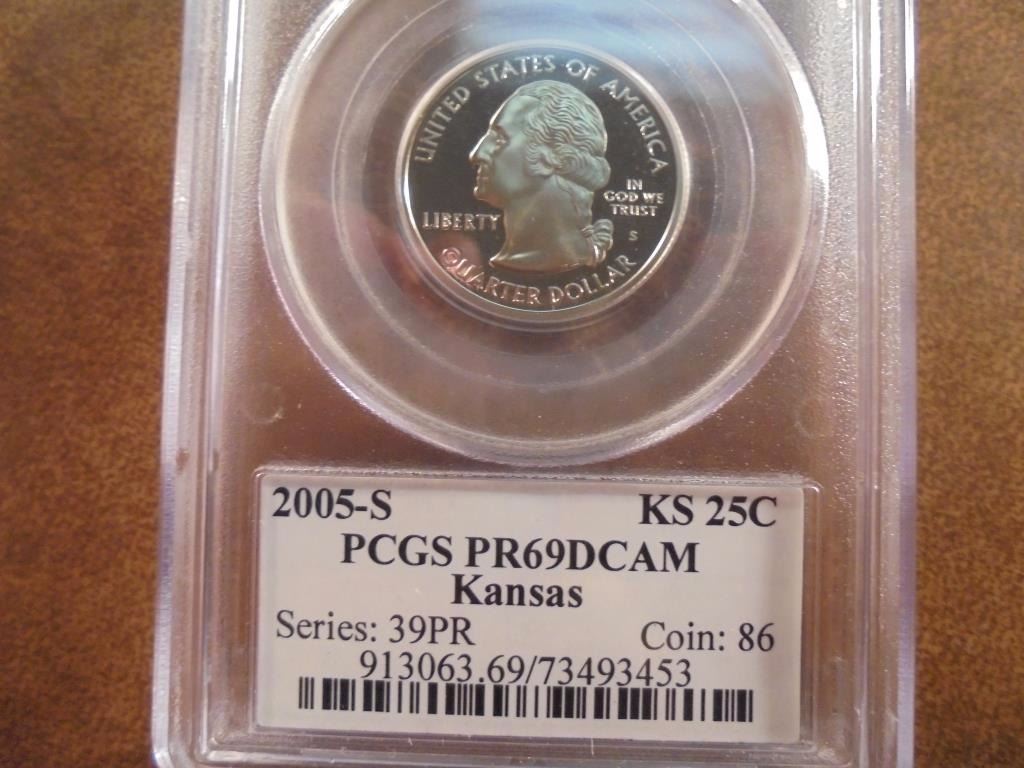 UNITED STATES OF AMERICA
IN
GOD WE
TRUST
LIBERTY
S
QUARTER DOLLAR
2005-S KS 25C
PCGS PR69DCAM
Kansas
Series: 39PR Coin: 86
913063.69/73493453